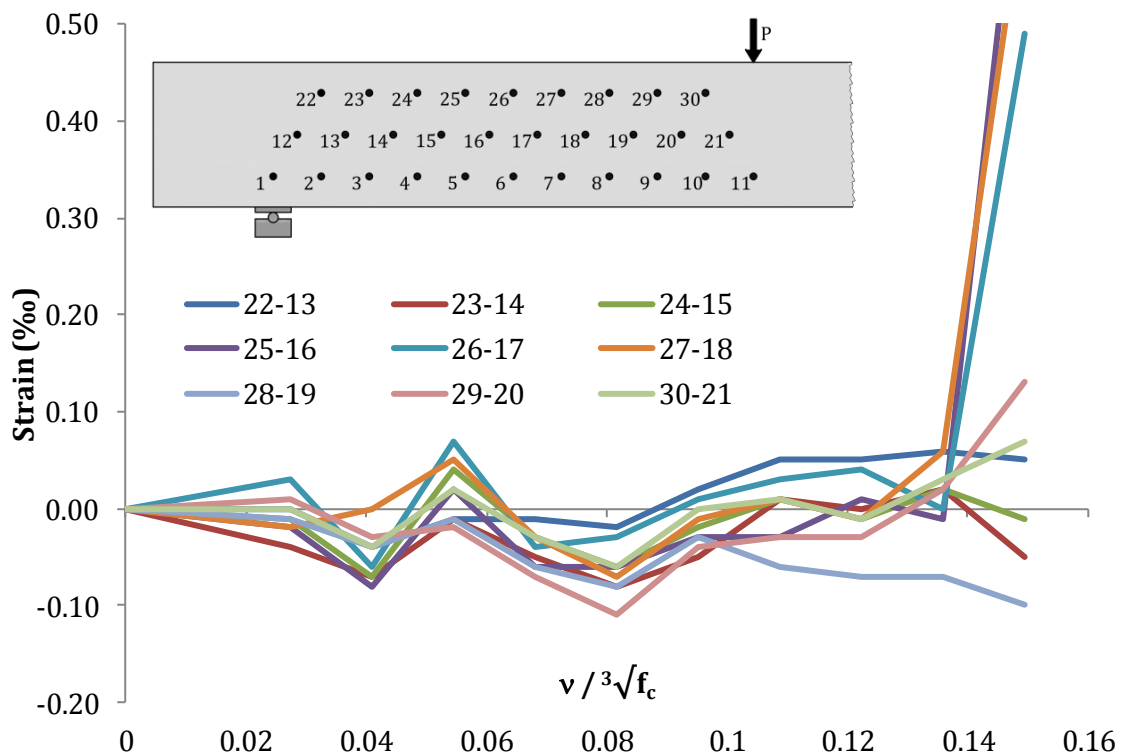 0.50
P
22 23 24 25 26 27 28 29 30
0.40
12 13 14 15 16 17 18 19 20 21
1 2 3 4 5 6 7 8 9 10 11
0.30
22-13 23-14 24-15
0.20
25-16 26-17 27-18
28-19 29-20 30-21
0.10
Strain (‰)
0.00
-0.10
ν / ³√fc
-0.20
0 0.02 0.04 0.06 0.08 0.1 0.12 0.14 0.16